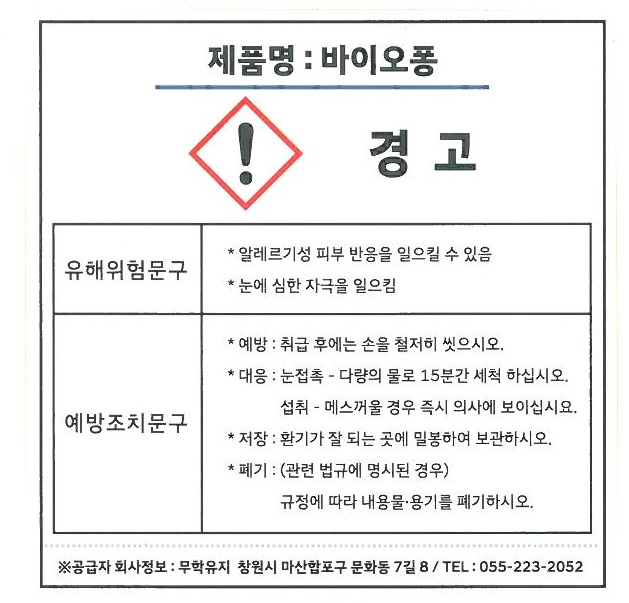 제품명 : 바이오퐁
경 고
유해위험문구
* 알레르기성 피부 반응을 일으킬 수 있음
* 눈에 심한 자극을 일으킴
예방조치문구
* 예방 : 취급 후에는 손을 철저히 씻으시오.
* 대응 : 눈접촉 - 다량의 물로 15분간 세척 하십시오.
섭취 - 메스꺼울 경우 즉시 의사에 보이십시요.
* 저장 : 환기가 잘 되는 곳에 밀봉하여 보관하시오.
* 폐기 : (관련 법규에 명시된 경우)
규정에 따라 내용물·용기를 폐기하시오.
※공급자 회사정보 : 무학유지 창원시 마산합포구 문화동 7길 8 / TEL : 055-223-2052